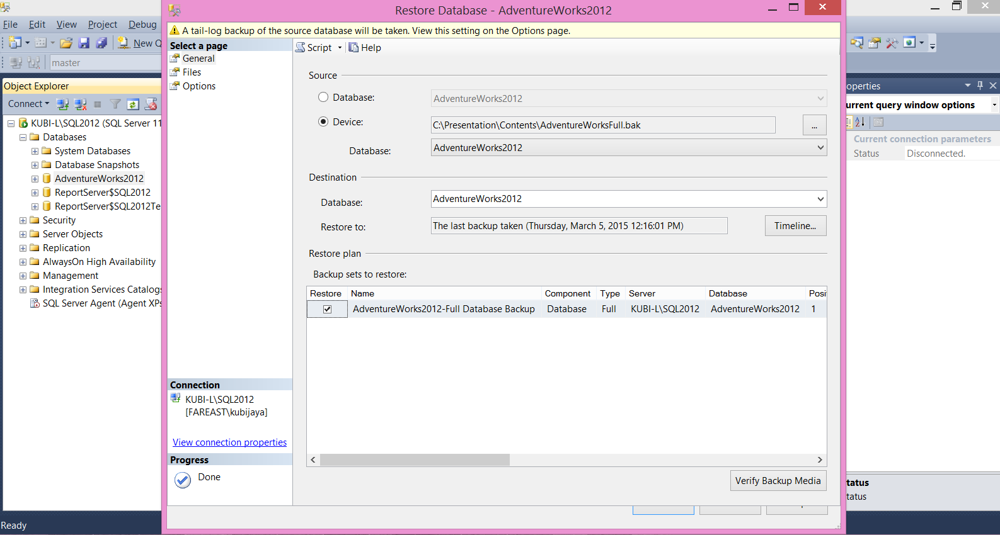 Restore Database - AdventureWorks2012
File Edit View Project Debug
New Q
master
Object Explorer
Connect
KUBI-L\SQL2012 (SQL Server 11
Databases
System Databases
Database Snapshots
AdventureWorks2012
ReportServer$SQL2012
ReportServer$SQL2012Te
Security
Server Objects
Replication
AlwaysOn High Availability
Management
Integration Services Catalogs
SQL Server Agent (Agent XPs
Ready
A tail-log backup of the source database will be taken. View this setting on the Options page.
Select a page
General
Files
Options
Connection
KUBI-L\SQL2012
[FAREAST\kubijaya]
View connection properties
Progress
Done
Script Help
Source
Database: AdventureWorks2012
Device: C:\Presentation\Contents\AdventureWorksFull.bak ...
Database: AdventureWorks2012
Destination
Database: AdventureWorks2012
Restore to: The last backup taken (Thursday, March 5, 2015 12:16:01 PM) Timeline...
Restore plan
Backup sets to restore:
Restore Name Component Type Server Database Posi
AdventureWorks2012-Full Database Backup Database Full KUBI-L\SQL2012 AdventureWorks2012 1
Verify Backup Media
operties
urrent query window options
Current connection parameters
Status Disconnected.
tatus
tatus